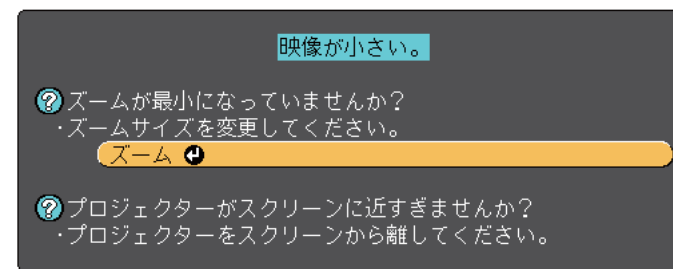 映像が小さい。
?ズームが最小になっていませんか?
・ズームサイズを変更してください。
ズーム
?プロジェクターがスクリーンに近すぎませんか?
・プロジェクターをスクリーンから離してください。